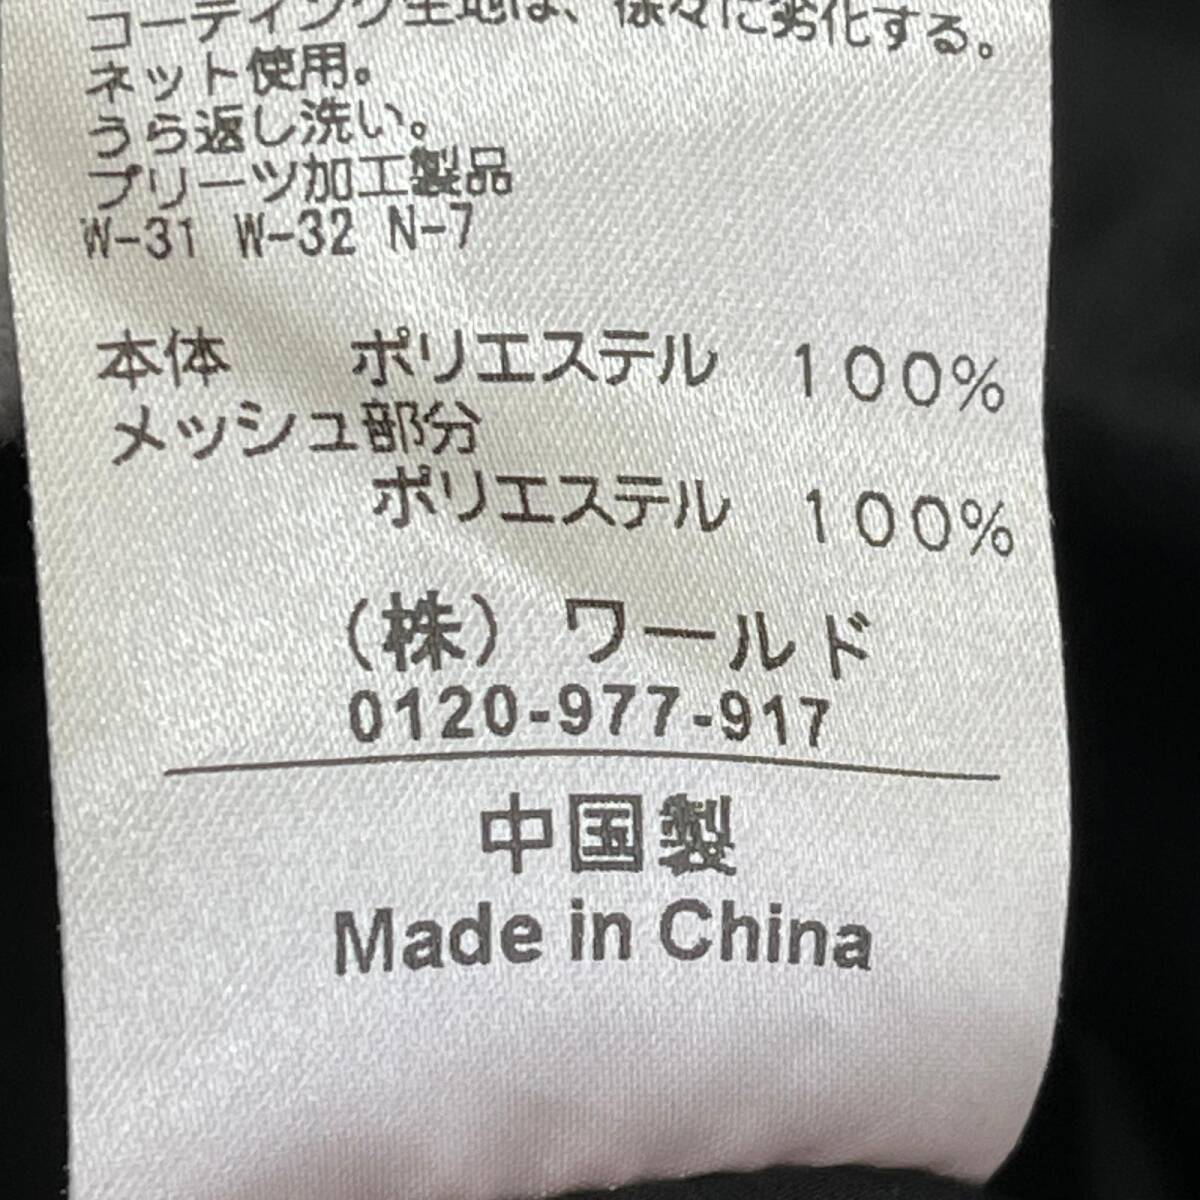 コーティング生地は、徐々に劣化する。
ネット使用。
うら返し洗い。
プリーツ加工製品
W-31 W-32 N-7
本体 ポリエステル 100%
メッシュ部分
ポリエステル 100%
(株) ワールド
0120-977-917
中国製
Made in China